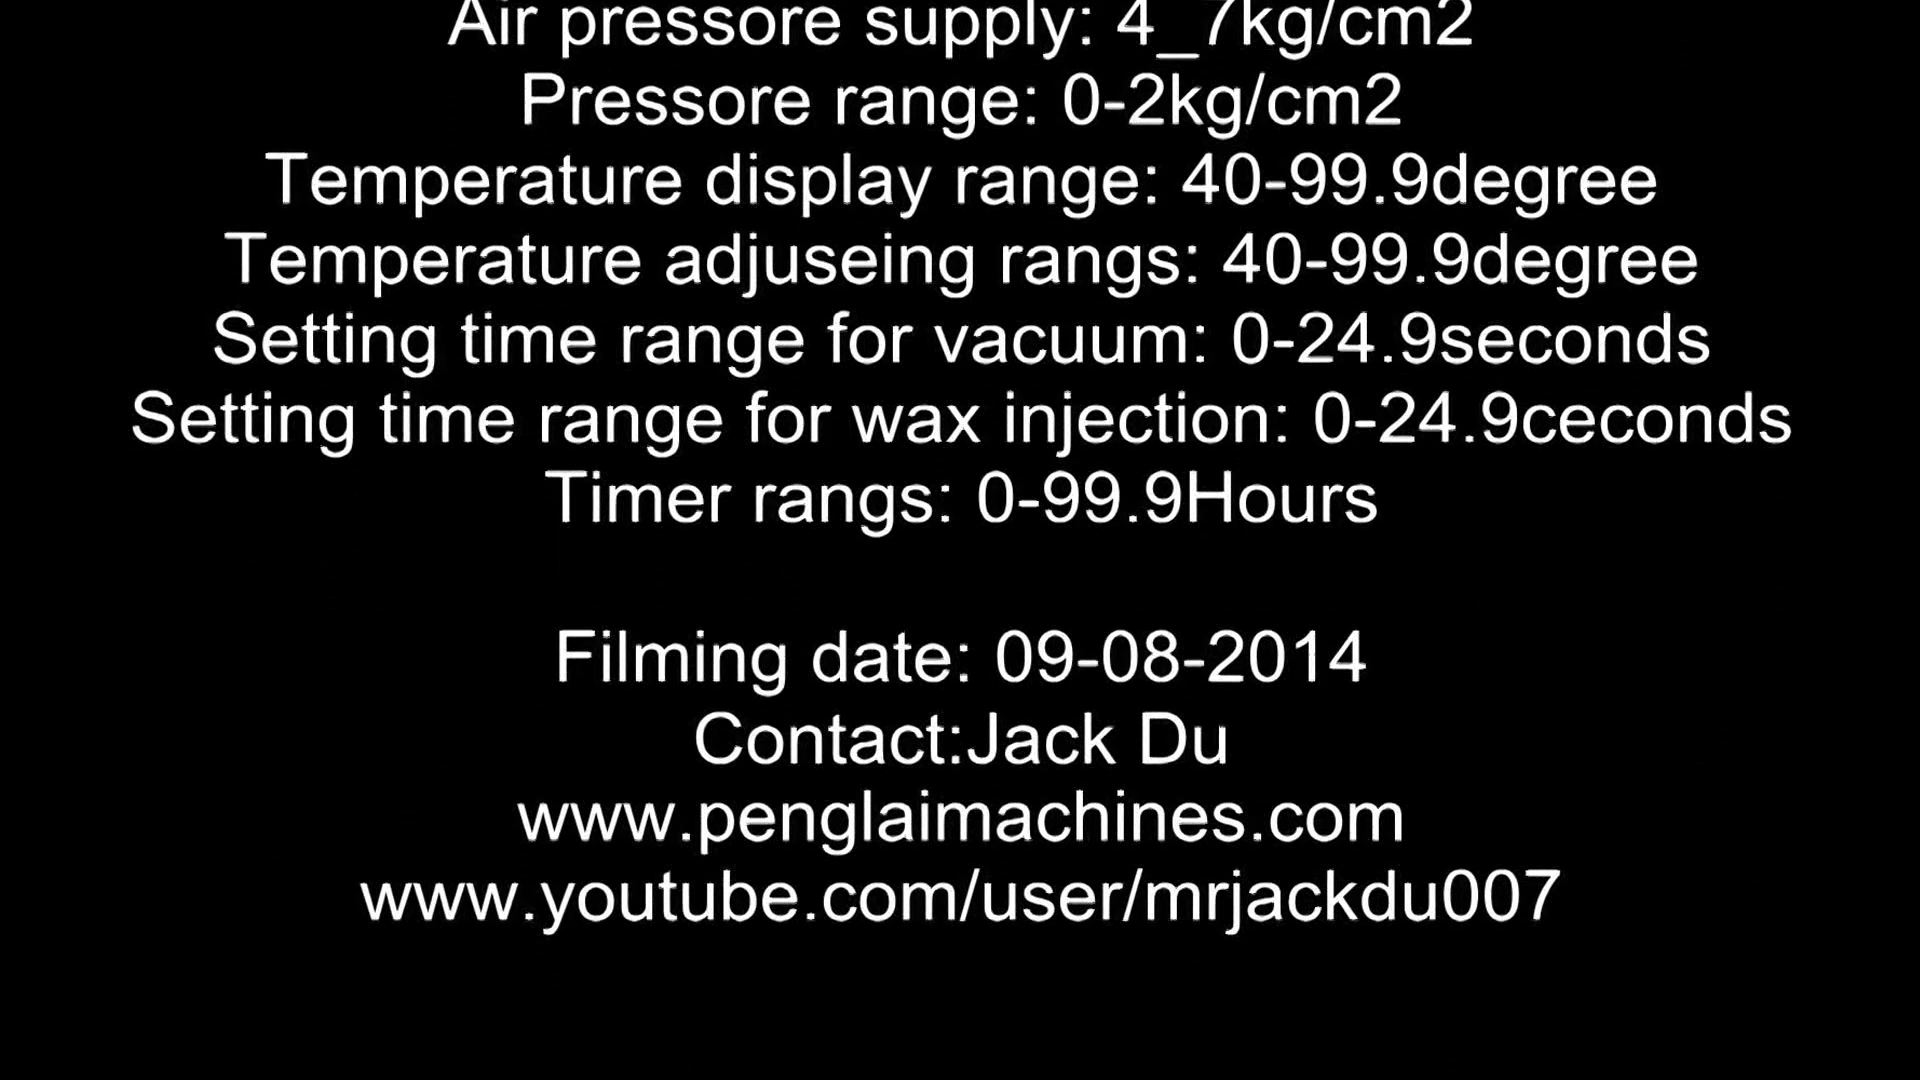 Air pressore supply: 4_7kg/cm2
Pressore range: 0-2kg/cm2
Temperature display range: 40-99.9degree
Temperature adjuseing rangs: 40-99.9degree
Setting time range for vacuum: 0-24.9seconds
Setting time range for wax injection: 0-24.9ceconds
Timer rangs: 0-99.9Hours
Filming date: 09-08-2014
Contact:Jack Du
www.penglaimachines.com
www.youtube.com/user/mrjackdu007